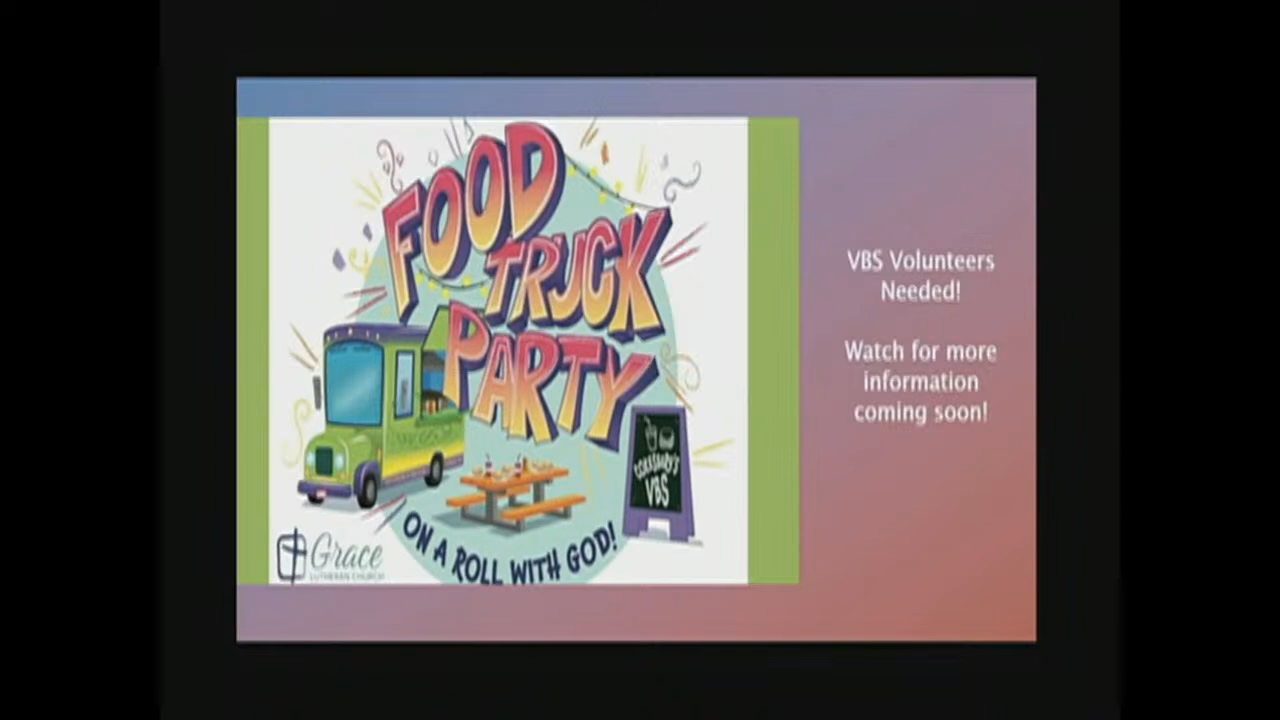 FOOD
TRUCK
PARTY
COKESBURY'S
VBS
ON A ROLL WITH GOD!
Grace
LUTHERAN CHURCH
VBS Volunteers
Needed!
Watch for more
information
coming soon!